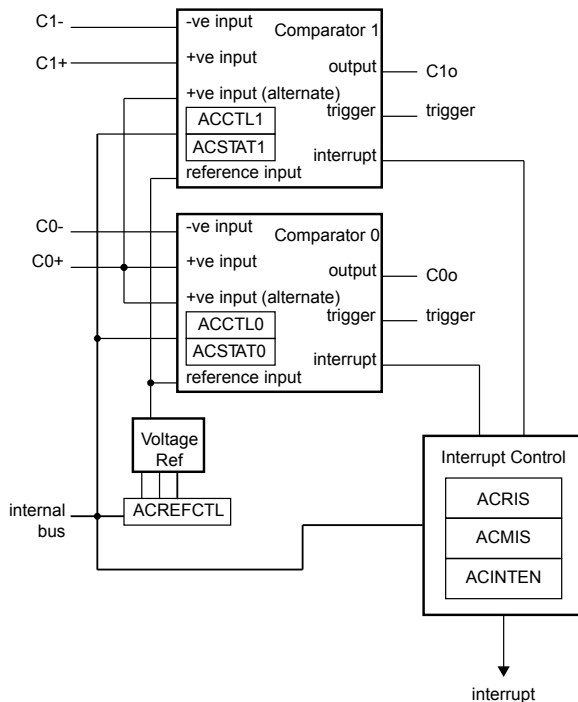 C1-
C1+
-ve input
Comparator 1
+ve input
output
C1o
+ve input (alternate)
trigger
trigger
ACCTL1
ACSTAT1
interrupt
reference input
C0-
C0+
-ve input
Comparator 0
+ve input
output
C0o
+ve input (alternate)
trigger
trigger
ACCTL0
ACSTAT0
interrupt
reference input
Voltage
Ref
internal
bus
ACREFCTL
Interrupt Control
ACRIS
ACMIS
ACINTEN
interrupt